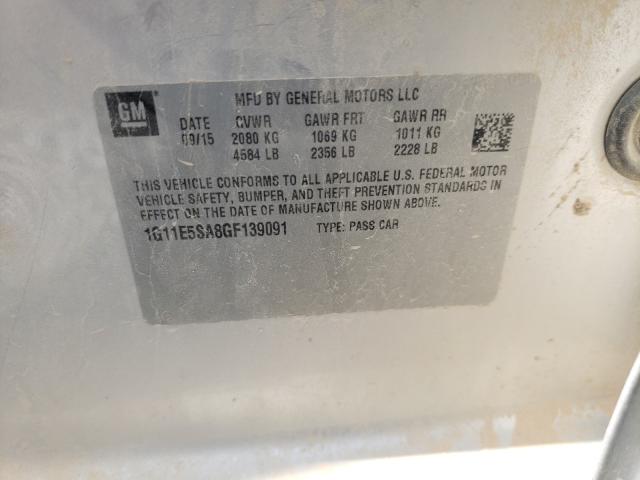 GM
MFD BY GENERAL MOTORS LLC
DATE GVWR GAWR FRT GAWR RR
09/15 2080 KG 1069 KG 1011 KG
4584 LB 2356 LB 2228 LB
THIS VEHICLE CONFORMS TO ALL APPLICABLE U.S. FEDERAL MOTOR
VEHICLE SAFETY, BUMPER, AND THEFT PREVENTION STANDARDS IN
EFFECT ON THE DATE OF MANUFACTURE SHOWN ABOVE.
1G11E5SA8GF139091 TYPE: PASS CAR